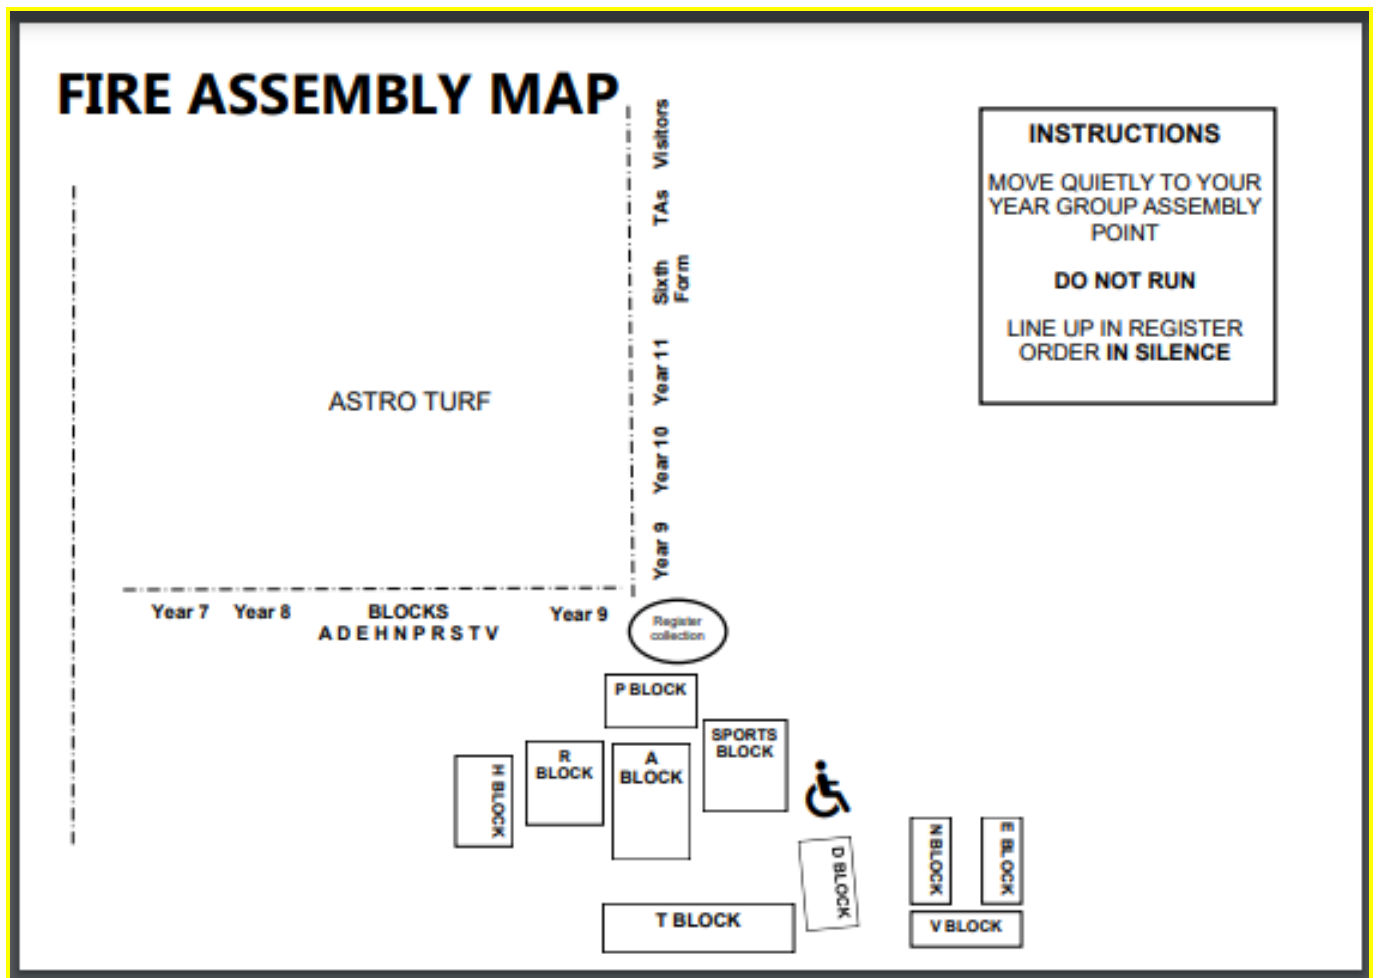 FIRE ASSEMBLY MAP
Visitors
TAs
Sixth
Form
Year 11
Year 10
Year 9
INSTRUCTIONS
MOVE QUIETLY TO YOUR
YEAR GROUP ASSEMBLY
POINT
DO NOT RUN
LINE UP IN REGISTER
ORDER IN SILENCE
ASTRO TURF
Year 7 Year 8 BLOCKS Year 9
A D E H N P R S T V
Register
collection
P BLOCK
SPORTS
BLOCK
R
BLOCK
A
BLOCK
H BLOCK
D BLOCK
N BLOCK
E BLOCK
T BLOCK
V BLOCK